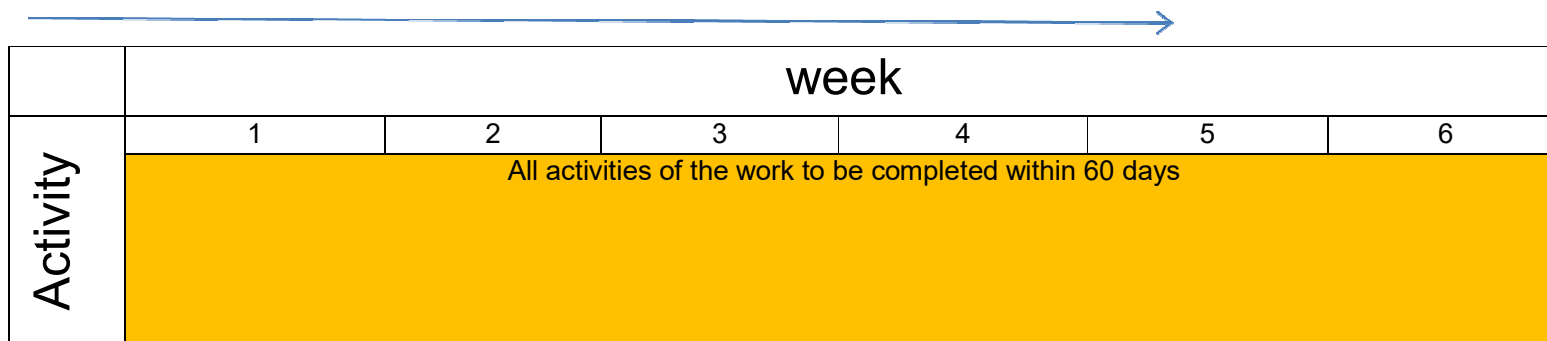 week
1 2 3 4 5 6
Activity
All activities of the work to be completed within 60 days